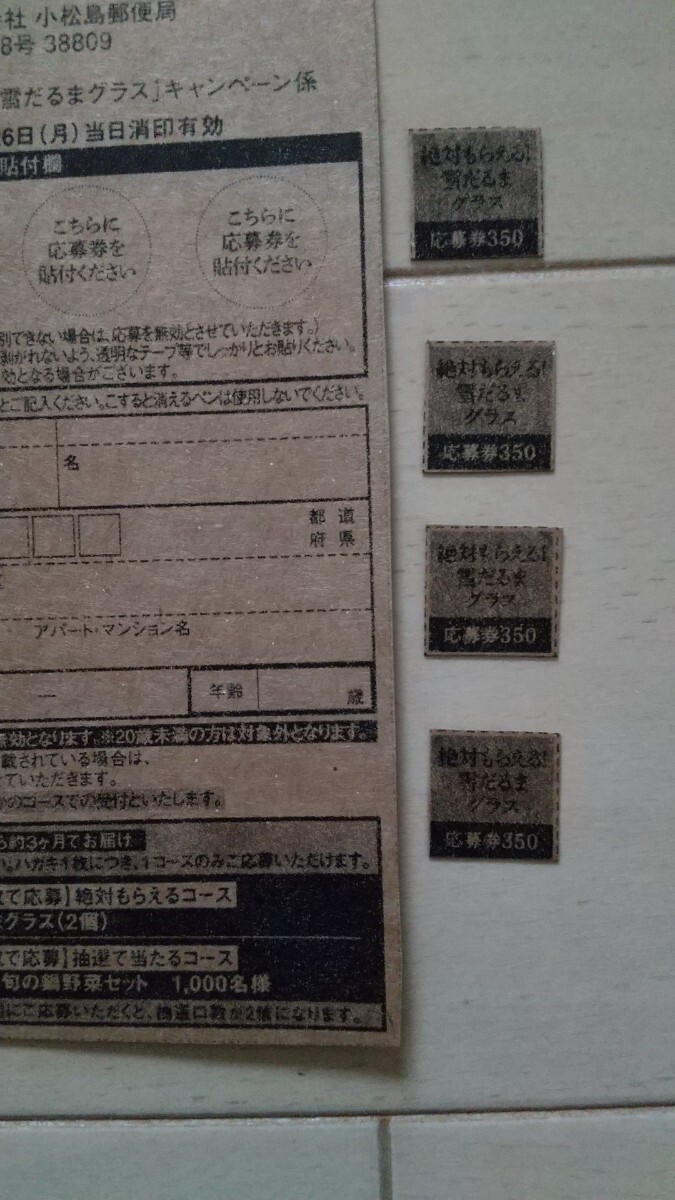 社 小松島郵便局
8号 38809
雪だるまグラス」キャンペーン係
6日(月)当日消印有効
貼付欄
こちらに
応募券を
貼付ください
こちらに
応募券を
貼付ください
別できない場合は、応募を無効とさせていただきます。)
剥がれないよう、透明なテープ等でしっかりとお貼りください。
効となる場合がございます。
とご記入ください。こすると消えるペンは使用しないでください。
名
都 道
府 県
アパート・マンション名
―
年齢
歳
無効となります。※20歳未満の方は対象外となります。
載されている場合は、
ていただきます。
のコースでの受付といたします。
ら約3ヶ月でお届け
い。ハガキ1枚につき、1コースのみご応募いただけます。
で応募】絶対もらえるコース
グラス(2個)
で応募】抽選で当たるコース
旬の鍋野菜セット 1,000名様
にご応募いただくと、抽選口数が2倍になります。
絶対もらえる!
雪だるま
グラス
応募券350
絶対もらえる!
雪だるま
グラス
応募券350
絶対もらえる!
雪だるま
グラス
応募券350
絶対もらえる!
雪だるま
グラス
応募券350